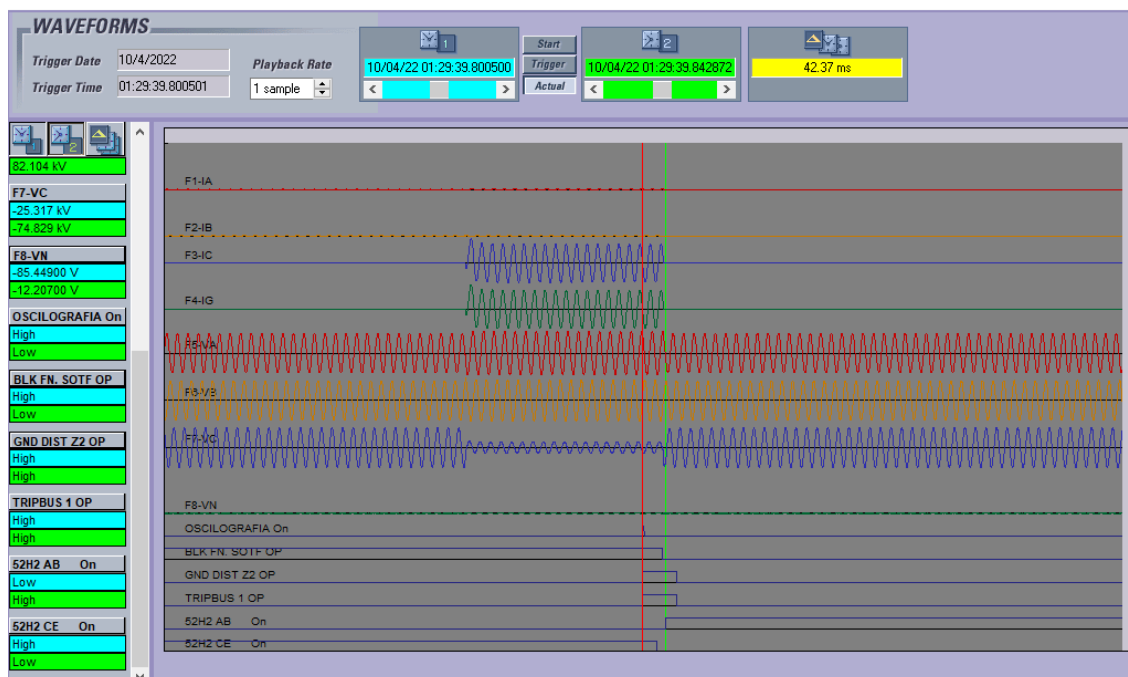 WAVEFORMS
Trigger Date 10/4/2022
Trigger Time 01:29:39.800501
Playback Rate
1 sample
1
10/04/22 01:29:39.800500
Start
Trigger
Actual
2
10/04/22 01:29:39.842872
42.37 ms
1
2
82.104 kV
F7-VC
-25.317 kV
-74.829 kV
F8-VN
-85.44900 V
-12.20700 V
OSCILOGRAFIA On
High
Low
BLK FN. SOTF OP
High
Low
GND DIST Z2 OP
High
High
TRIPBUS 1 OP
High
High
52H2 AB On
Low
High
52H2 CE On
High
Low
F1-IA
F2-IB
F3-IC
F4-IG
F5-VA
F6-VB
F7-VC
F8-VN
OSCILOGRAFIA On
BLK FN. SOTF OP
GND DIST Z2 OP
TRIPBUS 1 OP
52H2 AB On
52H2 CE On